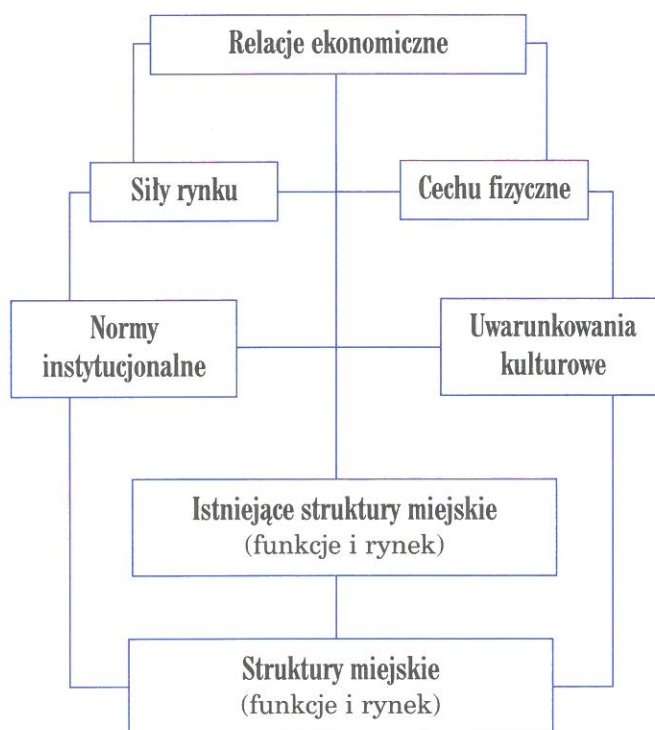 Relacje ekonomiczne
Siły rynku
Cechu fizyczne
Normy
instytucjonalne
Uwarunkowania
kulturowe
Istniejące struktury miejskie
(funkcje i rynek)
Struktury miejskie
(funkcje i rynek)